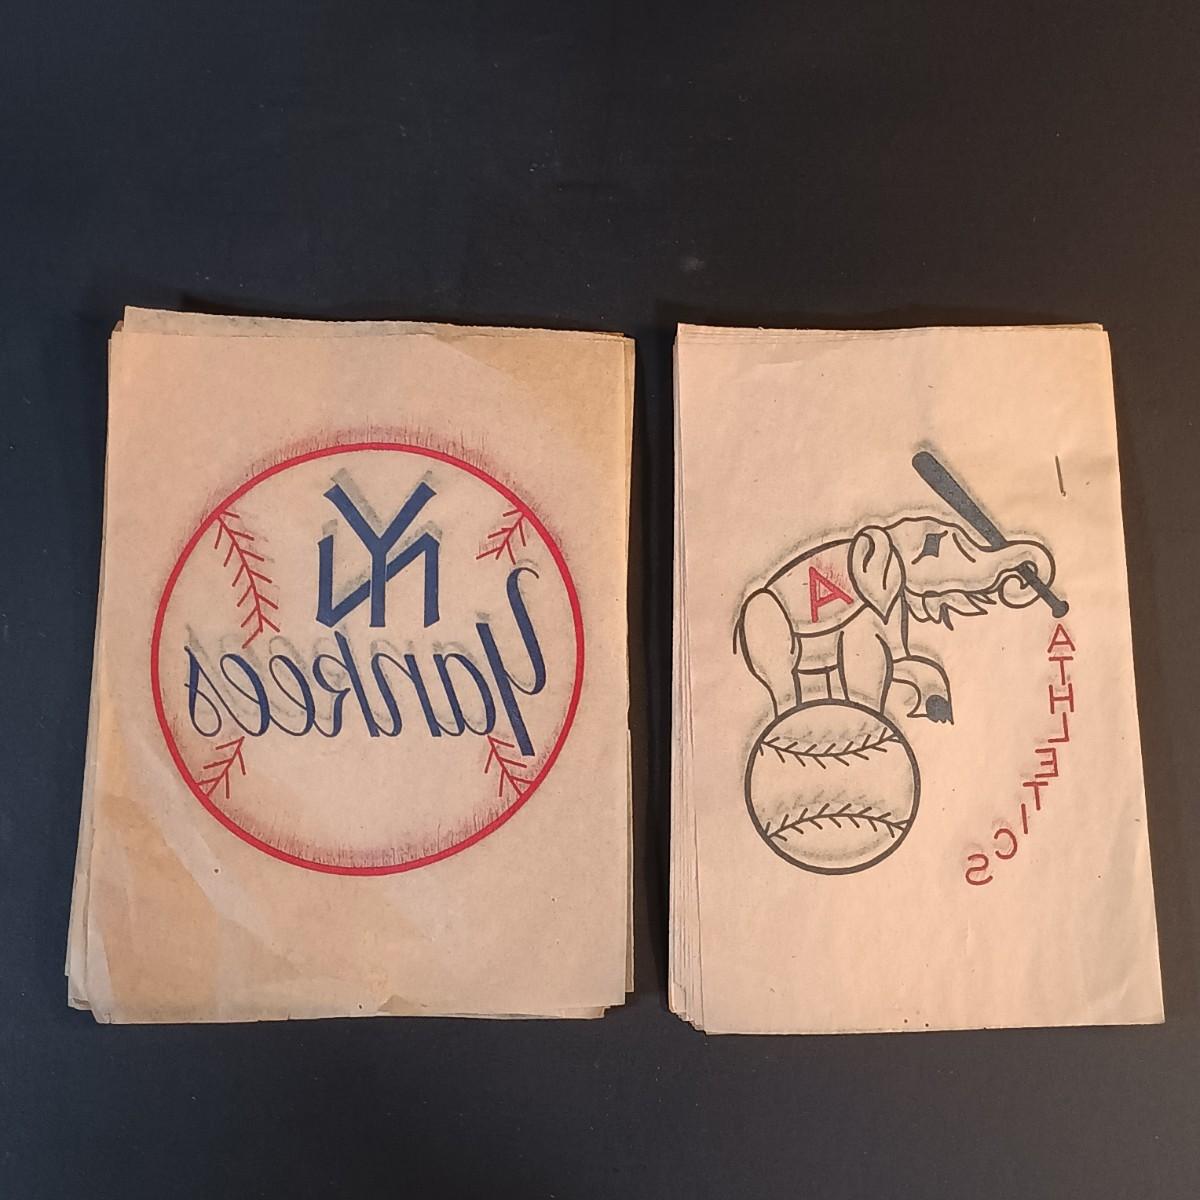 NY
Yankees
A
ATHLETICS